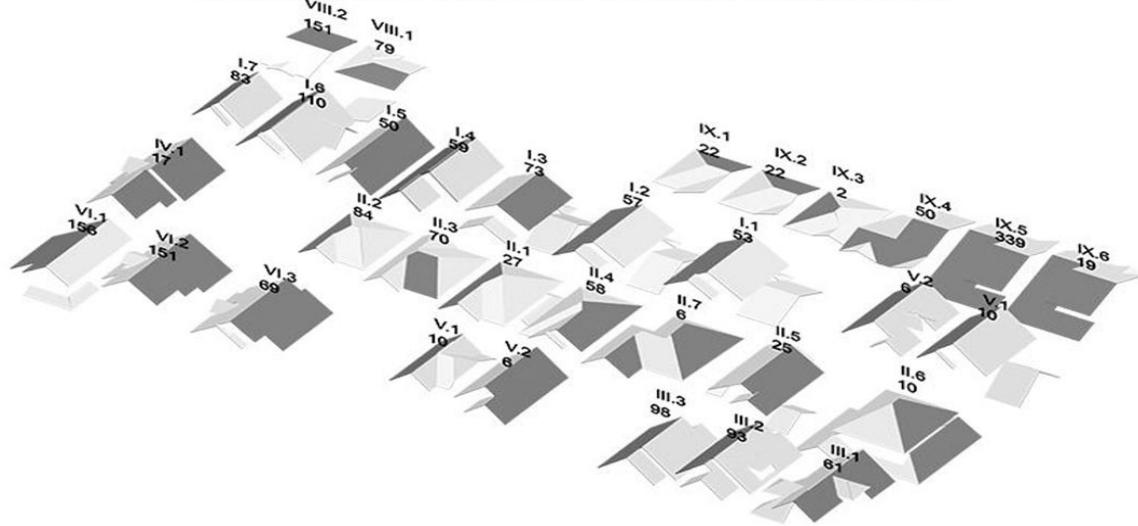 VIII.2
151
VIII.1
79
I.7
83
I.6
110
I.5
50
I.4
59
I.3
73
IX.1
22
IX.2
22
IX.3
2
IX.4
50
IX.5
339
IX.6
19
IV.1
17
I.2
57
I.1
53
II.2
84
II.3
70
II.1
27
II.4
58
II.7
6
V.2
6
V.1
10
VI.1
156
VI.2
151
VI.3
69
V.1
10
V.2
6
II.5
25
II.6
10
III.3
98
III.2
93
III.1
61